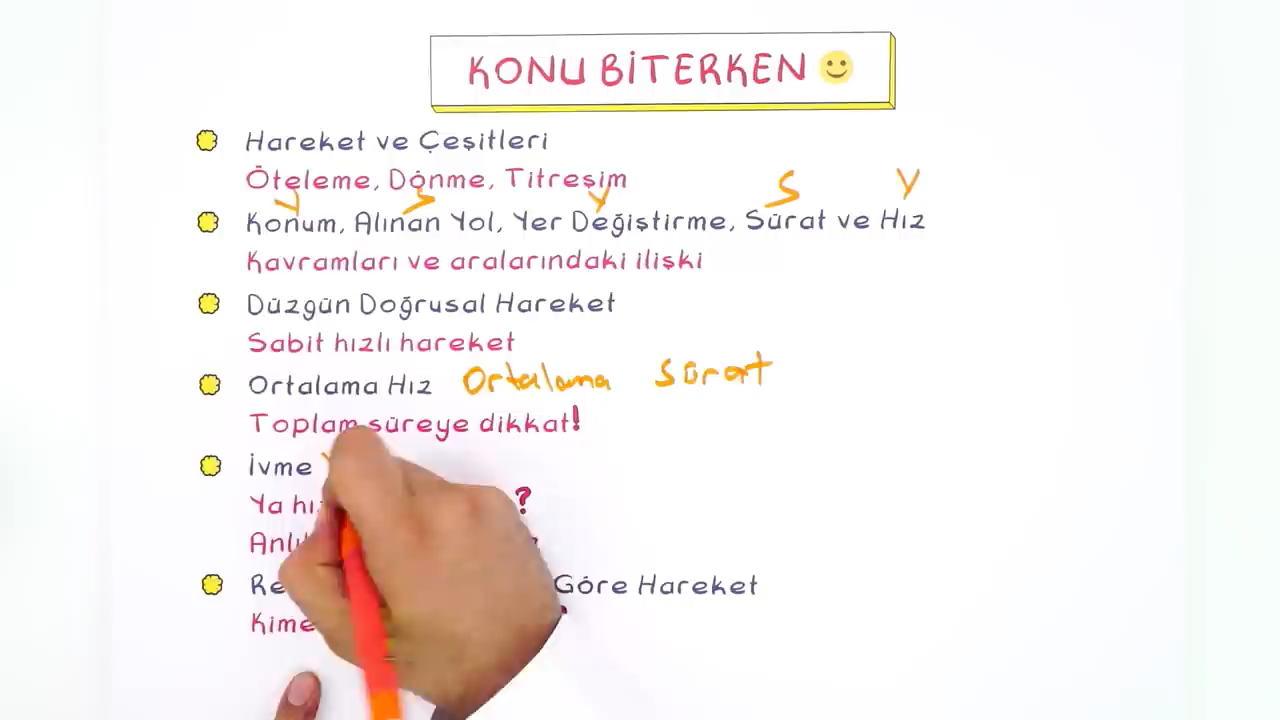 KONU BİTERKEN
Hareket ve Çeşitleri
Öteleme, Dönme, Titreşim
Y S Y S Y
Konum, Alınan Yol, Yer Değiştirme, Sürat ve Hız
Kavramları ve aralarındaki ilişki
Düzgün Doğrusal Hareket
Sabit hızlı hareket
Ortalama Hız Ortalama Sürat
Toplam süreye dikkat!
İvme
Ya ?
Göre Hareket